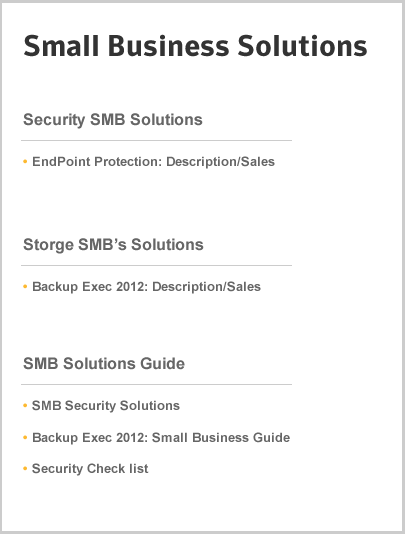 Small Business Solutions
Security SMB Solutions
• EndPoint Protection: Description/Sales
Storge SMB’s Solutions
• Backup Exec 2012: Description/Sales
SMB Solutions Guide
• SMB Security Solutions
• Backup Exec 2012: Small Business Guide
• Security Check list